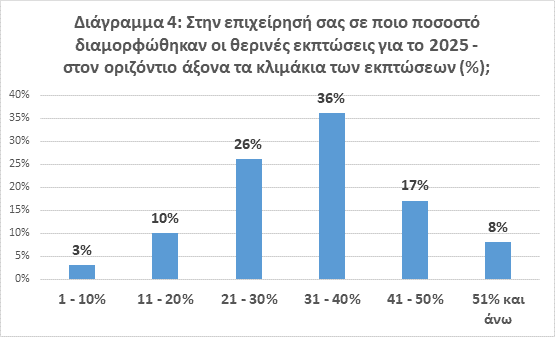 Διάγραμμα 4: Στην επιχείρησή σας σε ποιο ποσοστό
διαμορφώθηκαν οι θερινές εκπτώσεις για το 2025 -
στον οριζόντιο άξονα τα κλιμάκια των εκπτώσεων (%);
40%
35%
30%
25%
20%
15%
10%
5%
0%
3%
10%
26%
36%
17%
8%
1 - 10%
11 - 20%
21 - 30%
31 - 40%
41 - 50%
51% και
άνω